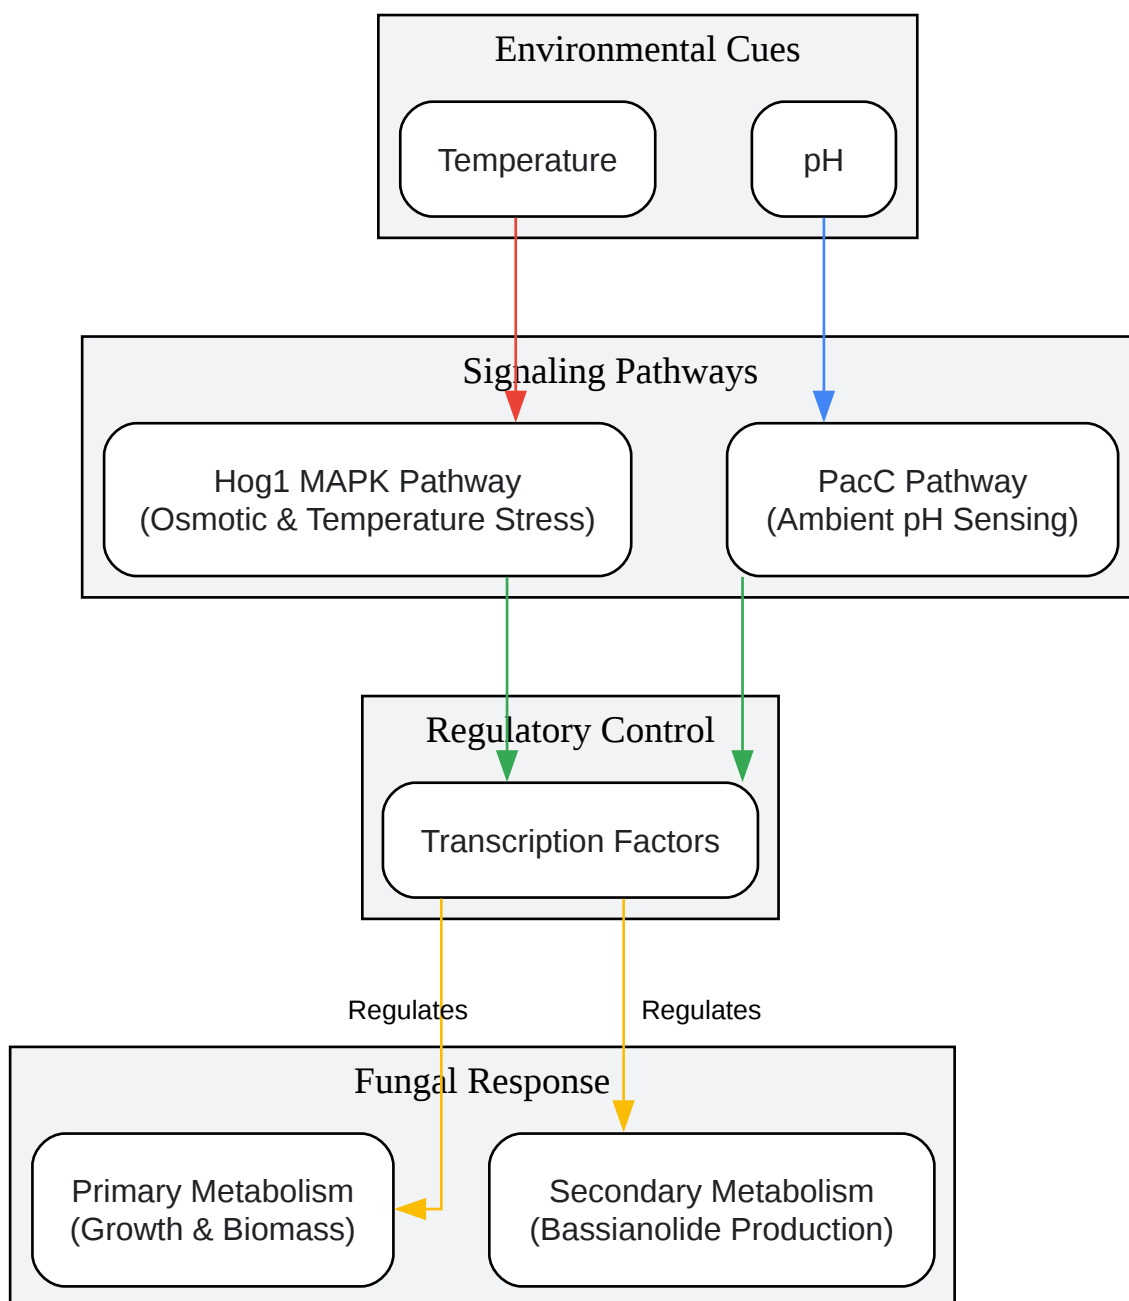 Environmental Cues
Temperature
pH
Signaling Pathways
Hog1 MAPK Pathway
(Osmotic & Temperature Stress)
PacC Pathway
(Ambient pH Sensing)
Regulatory Control
Transcription Factors
Regulates
Regulates
Fungal Response
Primary Metabolism
(Growth & Biomass)
Secondary Metabolism
(Bassianolide Production)